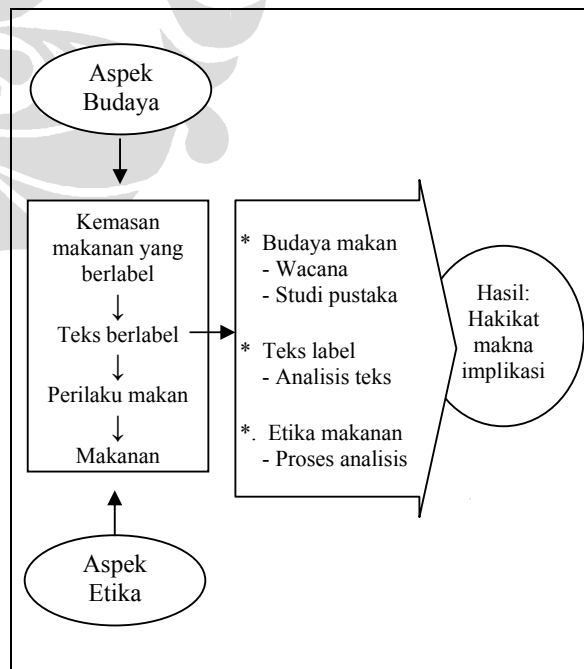 Aspek
Budaya
Kemasan
makanan yang
berlabel
↓
Teks berlabel
↓
Perilaku makan
↓
Makanan
* Budaya makan
- Wacana
- Studi pustaka
* Teks label
- Analisis teks
*. Etika makanan
- Proses analisis
Hasil:
Hakikat
makna
implikasi
Aspek
Etika